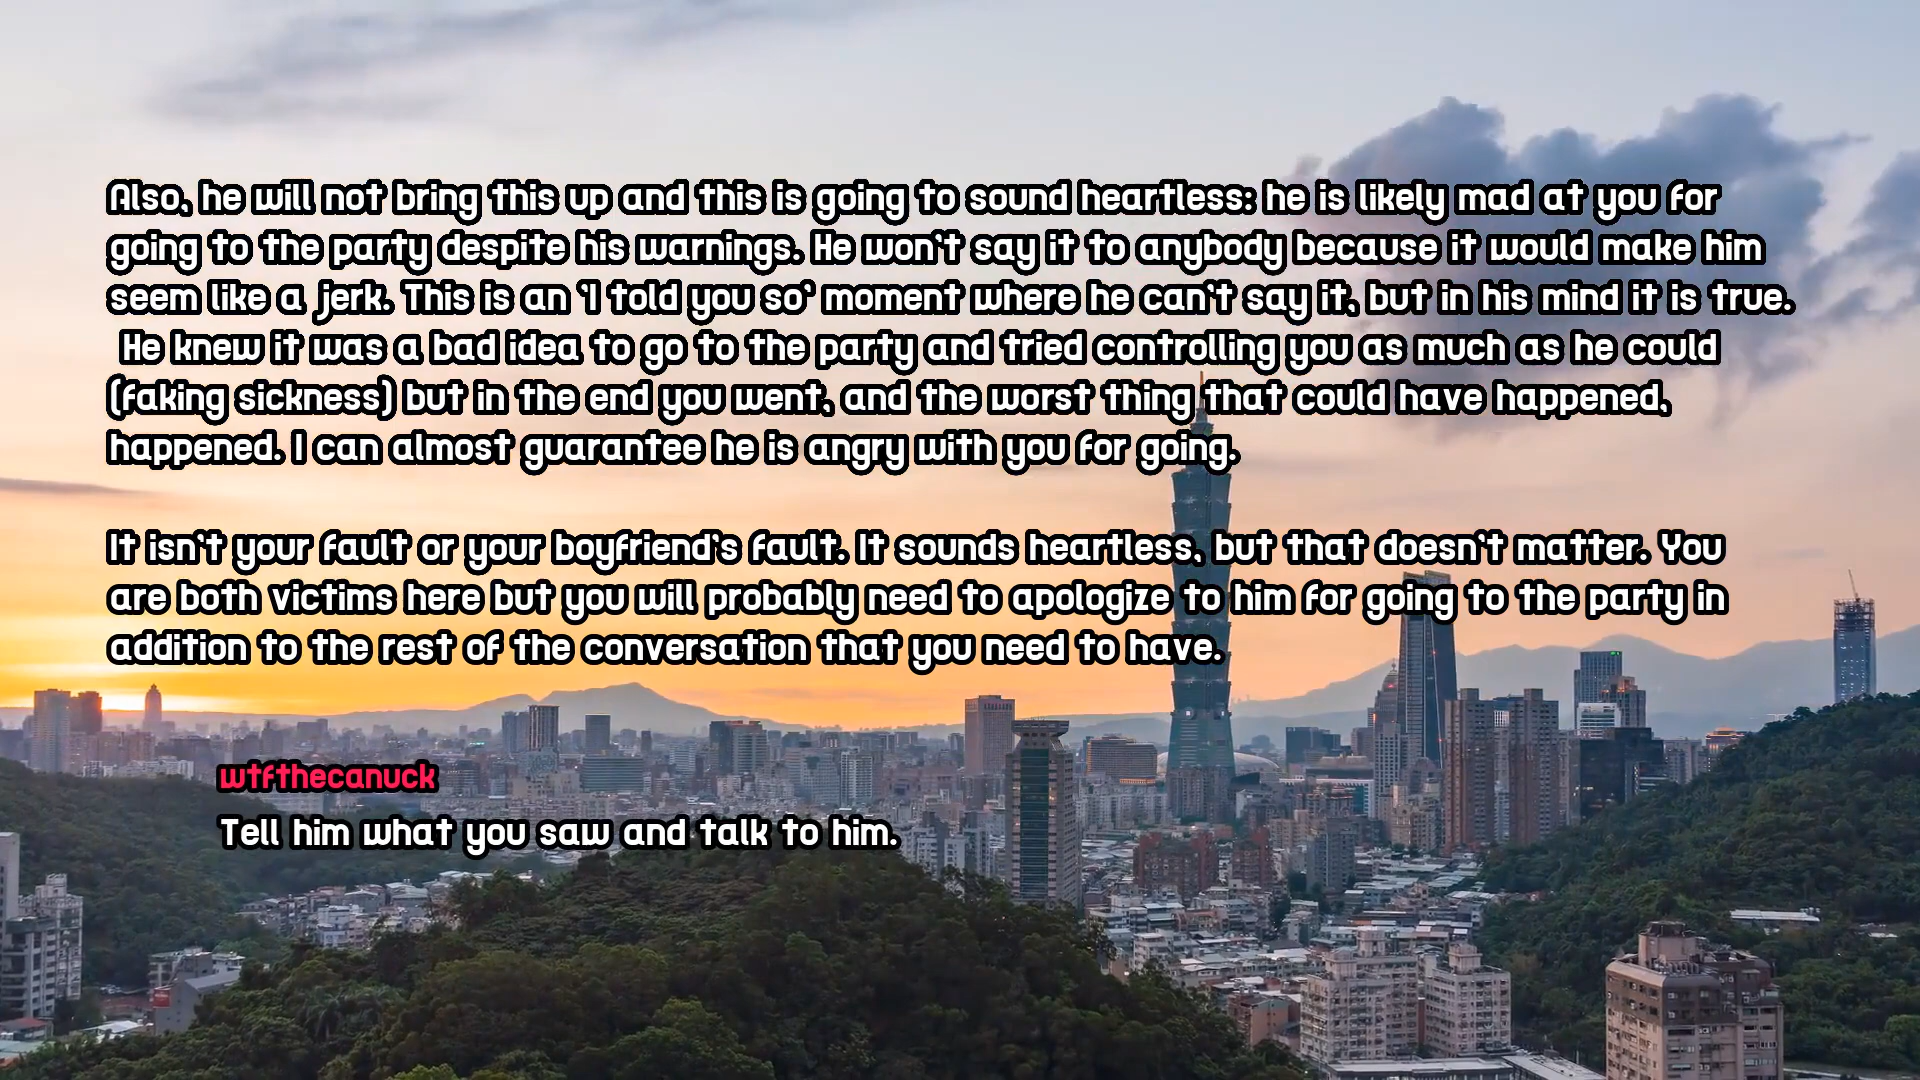 Also, he will not bring this up and this is going to sound heartless: he is likely mad at you for
going to the party despite his warnings. He won't say it to anybody because it would make him
seem like a jerk. This is an 'I told you so' moment where he can't say it, but in his mind it is true.
He knew it was a bad idea to go to the party and tried controlling you as much as he could
(faking sickness) but in the end you went, and the worst thing that could have happened,
happened. I can almost guarantee he is angry with you for going.
It isn't your fault or your boyfriend's fault. It sounds heartless, but that doesn't matter. You
are both victims here but you will probably need to apologize to him for going to the party in
addition to the rest of the conversation that you need to have.
wtfthecanuck
Tell him what you saw and talk to him.